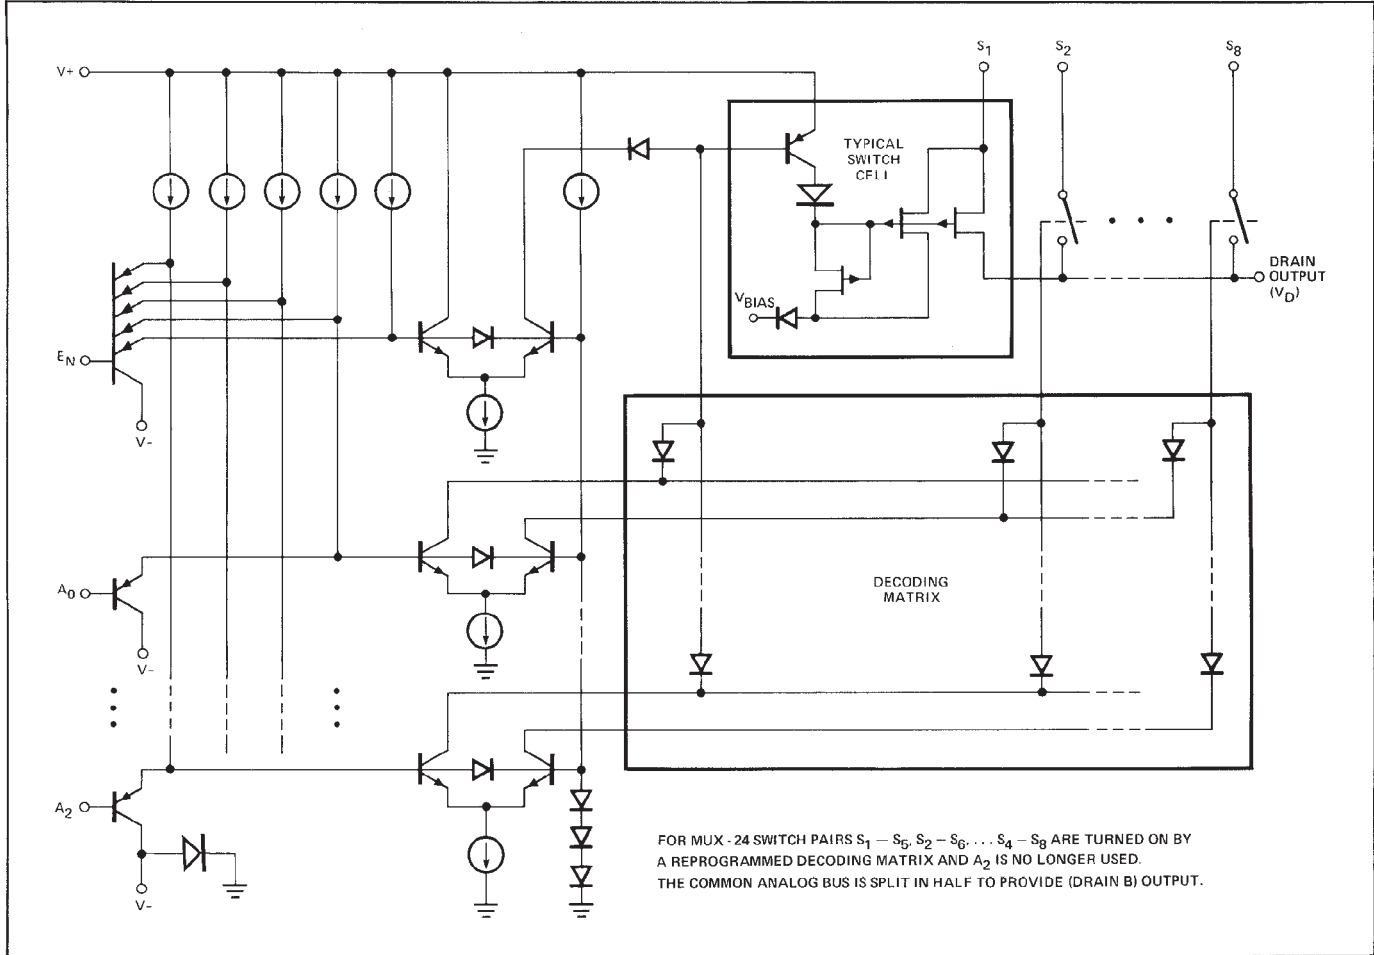 S1
S2
S8
V+
TYPICAL
SWITCH
CELL
DRAIN
OUTPUT
(VD)
VBIAS
EN
V-
A0
V-
DECODING
MATRIX
A2
V-
FOR MUX - 24 SWITCH PAIRS S1 – S5, S2 – S6, . . . S4 – S8 ARE TURNED ON BY
A REPROGRAMMED DECODING MATRIX AND A2 IS NO LONGER USED.
THE COMMON ANALOG BUS IS SPLIT IN HALF TO PROVIDE (DRAIN B) OUTPUT.